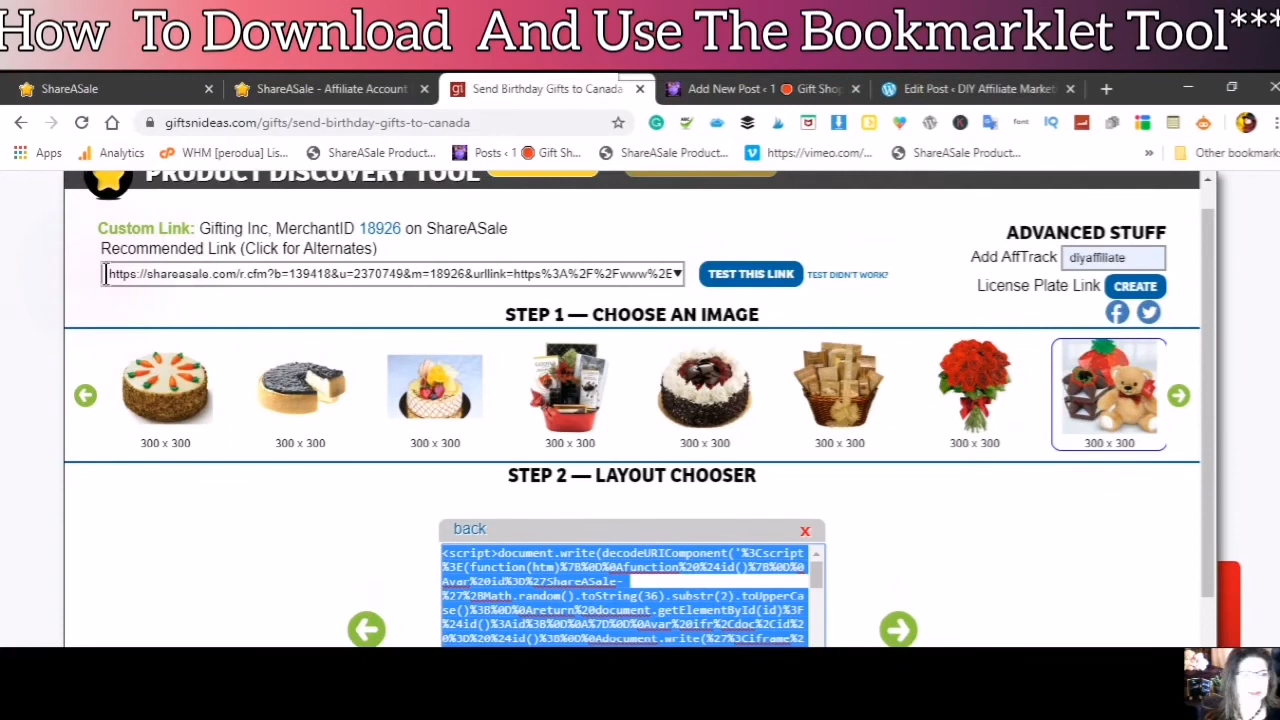 How To Download And Use The Bookmarklet Tool***
ShareASale
ShareASale - Affiliate Account
Send Birthday Gifts to Canada
Add New Post ‹ 1 🔴 Gift Shop
Edit Post ‹ DIY Affiliate Market
giftsnideas.com/gifts/send-birthday-gifts-to-canada
Apps
Analytics
WHM [perodua] Lis...
ShareASale Product...
Posts ‹ 1 🔴 Gift Sh...
ShareASale Product...
https://vimeo.com/...
ShareASale Product...
»
Other bookmarks
PRODUCT DISCOVERY TOOL
Custom Link: Gifting Inc, MerchantID 18926 on ShareASale
Recommended Link (Click for Alternates)
https://shareasale.com/r.cfm?b=139418&u=2370749&m=18926&urllink=https%3A%2F%2Fwww%2E
TEST THIS LINK
TEST DIDN'T WORK?
ADVANCED STUFF
Add AffTrack diyaffiliate
License Plate Link CREATE
STEP 1 — CHOOSE AN IMAGE
300 x 300
300 x 300
300 x 300
300 x 300
300 x 300
300 x 300
300 x 300
300 x 300
STEP 2 — LAYOUT CHOOSER
back
x
<script>document.write(decodeURIComponent('%3Cscript
%3E(function(htm)%7B%0D%0Afunction%20%24id()%7B%0D%0A
Avar%20id%3D%27ShareASale-
%27%2BMath.random().toString(36).substr(2).toUpperCa
se()%3B%0D%0Areturn%20document.getElementById(id)%3F
%24id()%3Aid%3B%0D%0A%7D%0D%0Avar%20ifr%2Cdoc%2Cid%2
0%3D%20%24id()%3B%0D%0Adocument.write(%27%3Ciframe%2